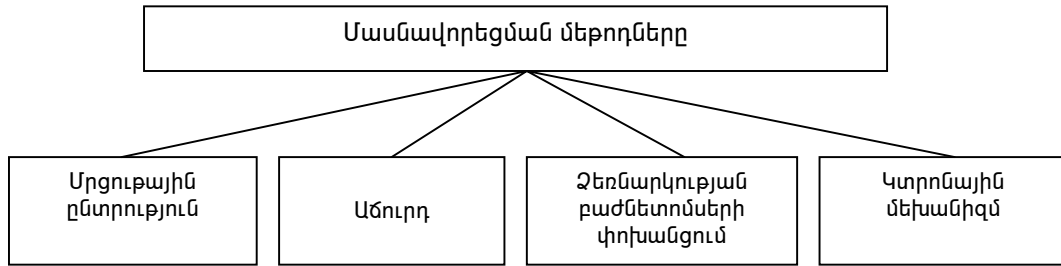 Մասնավորեցման մեթոդները
Մրցութային
ընտրություն
Աճուրդ
Ձեռնարկության
բաժնետոմսերի
փոխանցում
Կտրոնային
մեխանիզմ